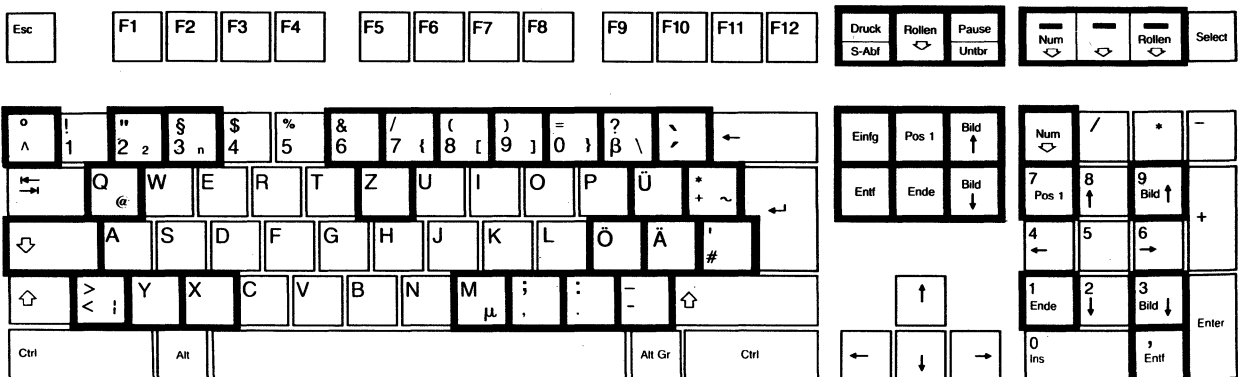 Esc F1 F2 F3 F4 F5 F6 F7 F8 F9 F10 F11 F12 Druck Rollen Pause Num Rollen Select
S-Abf Untbr
° ! " § $ % & / ( ) = ? ` Einfg Pos 1 Bild Num / * -
^ 1 2 2 3 n 4 5 6 7 { 8 [ 9 ] 0 } β \ ´ ← ↑
Q W E R T Z U I O P Ü * Entf Ende Bild 7 8 9 +
@ + ~ ↵ ↓ Pos 1 ↑ Bild ↑
A S D F G H J K L Ö Ä ' 4 5 6
# ← →
> Y X C V B N M ; : _ ↑ 1 2 3 Enter
< ¦ µ , . - Ende ↓ Bild ↓
Ctrl Alt Alt Gr Ctrl ← ↓ → 0 ,
Ins Entf